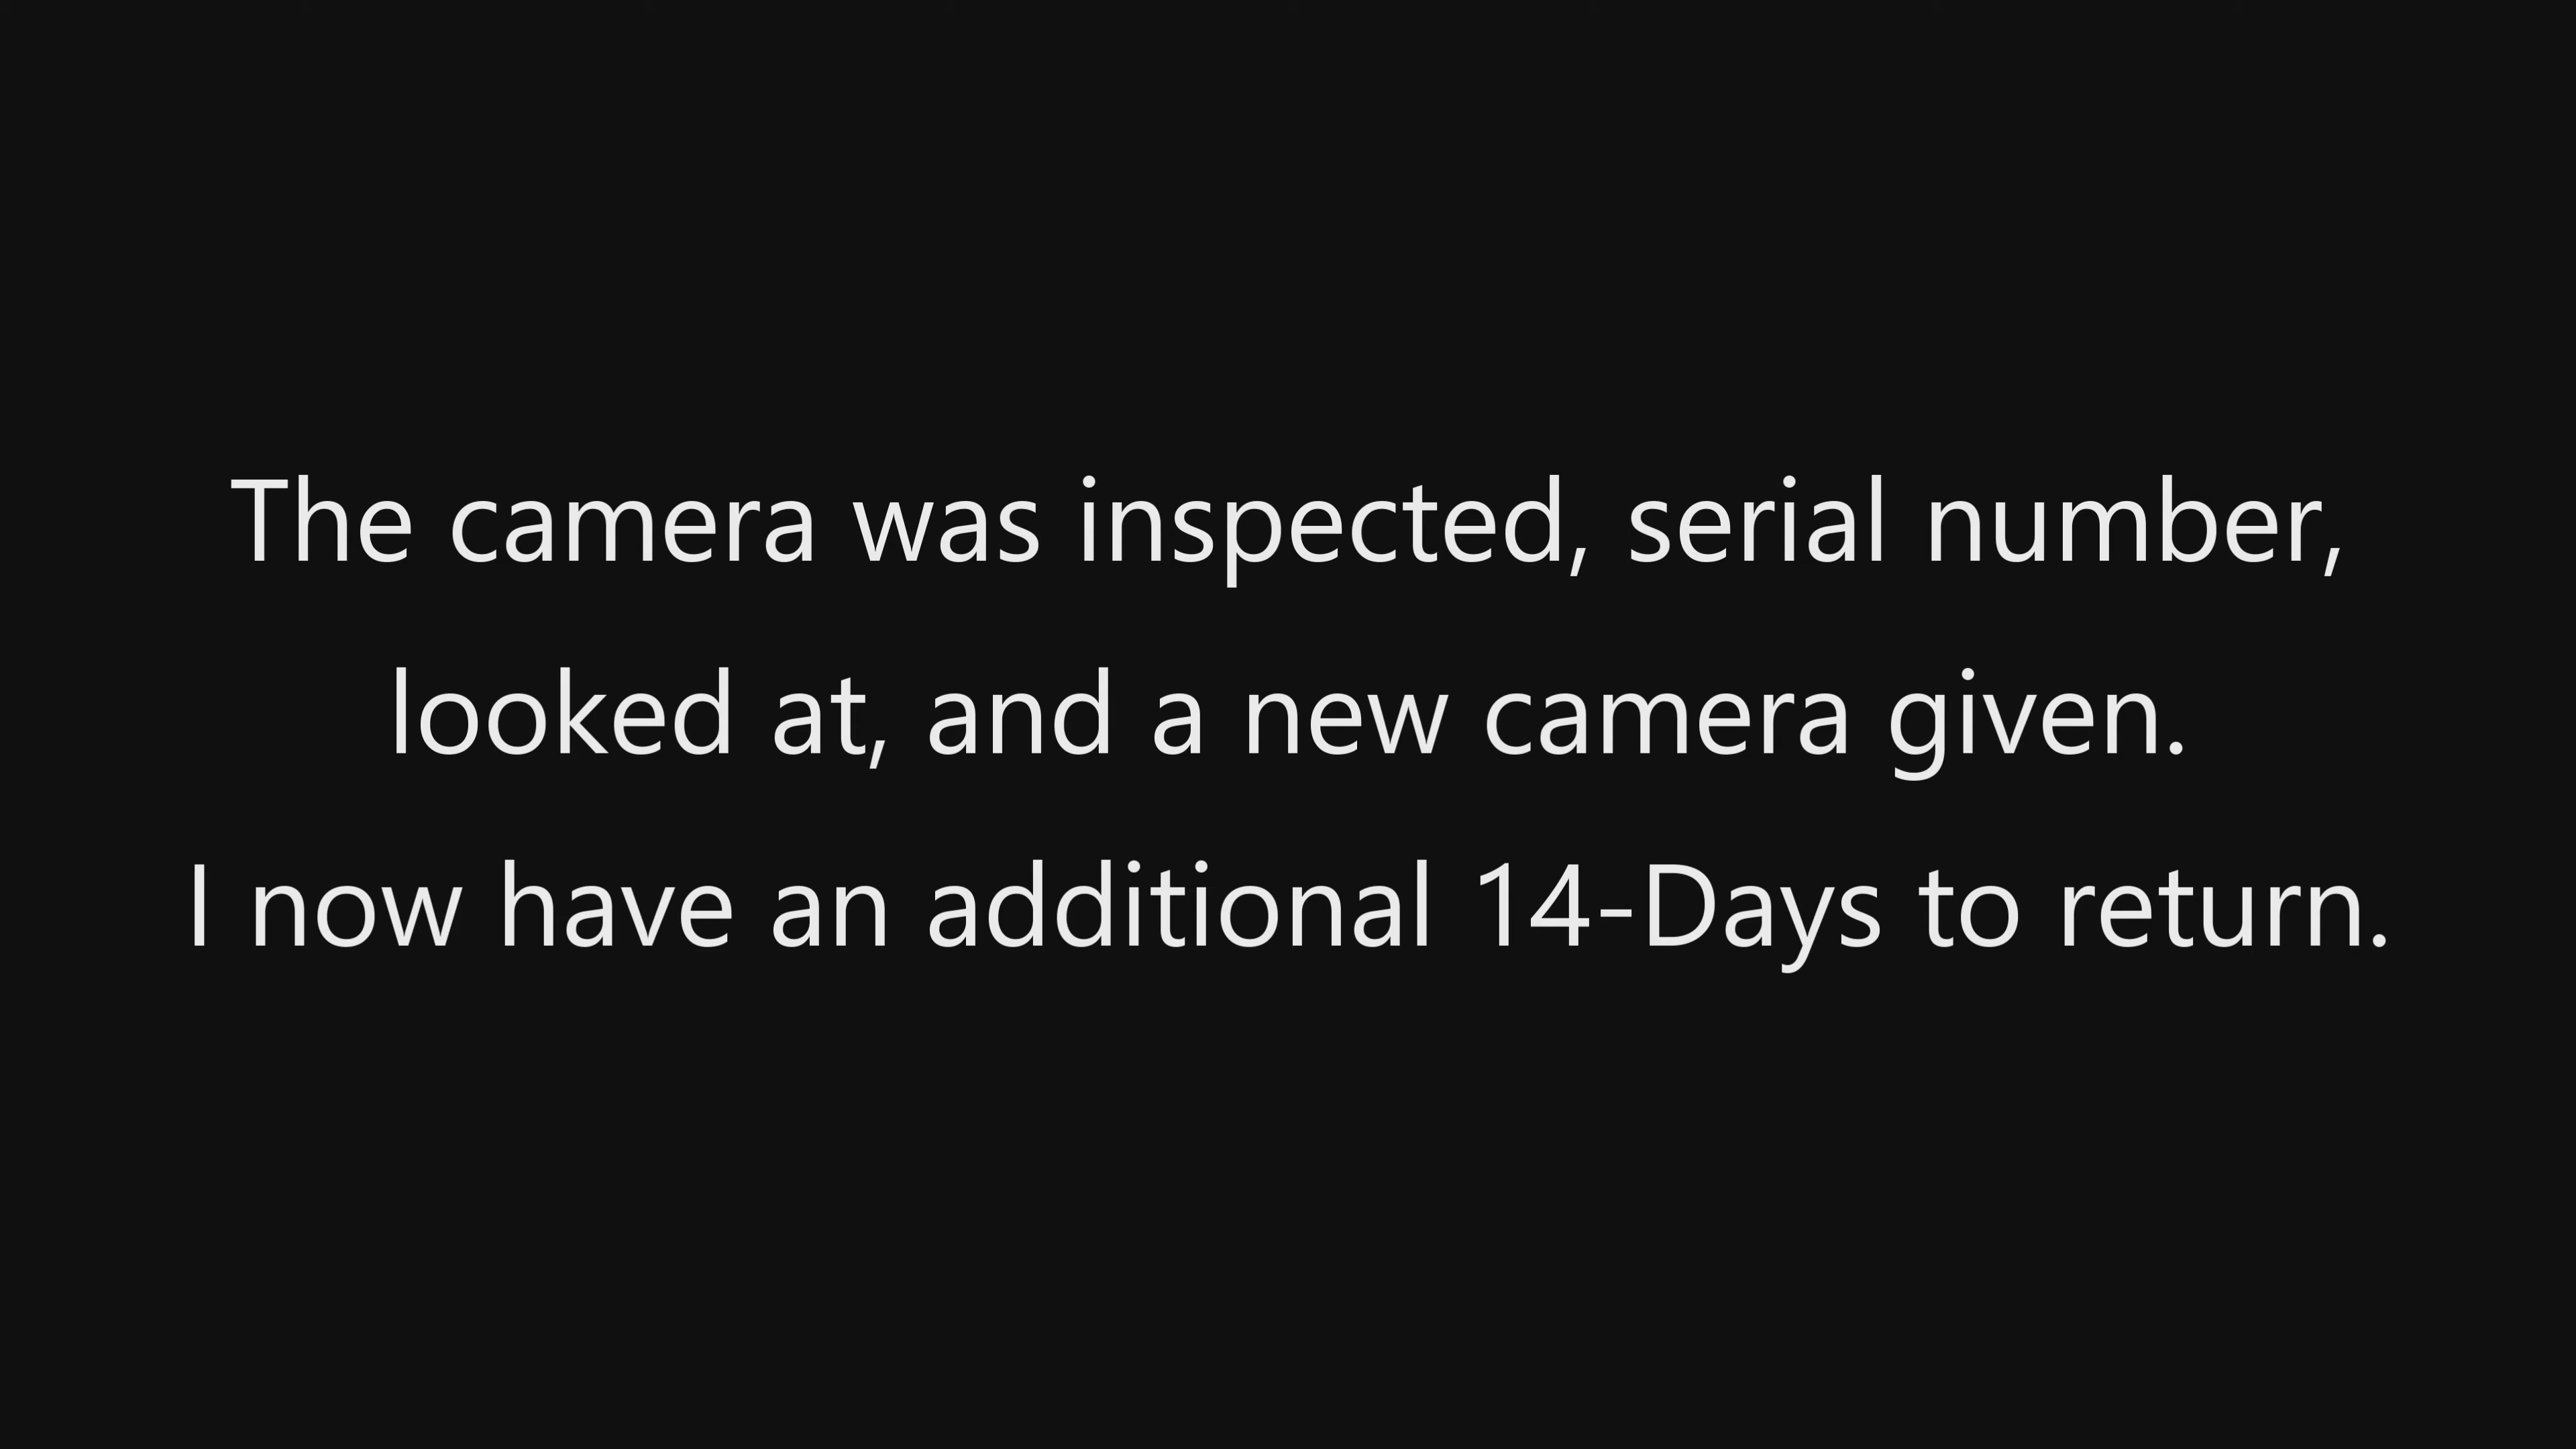 The camera was inspected, serial number,
looked at, and a new camera given.
I now have an additional 14-Days to return.